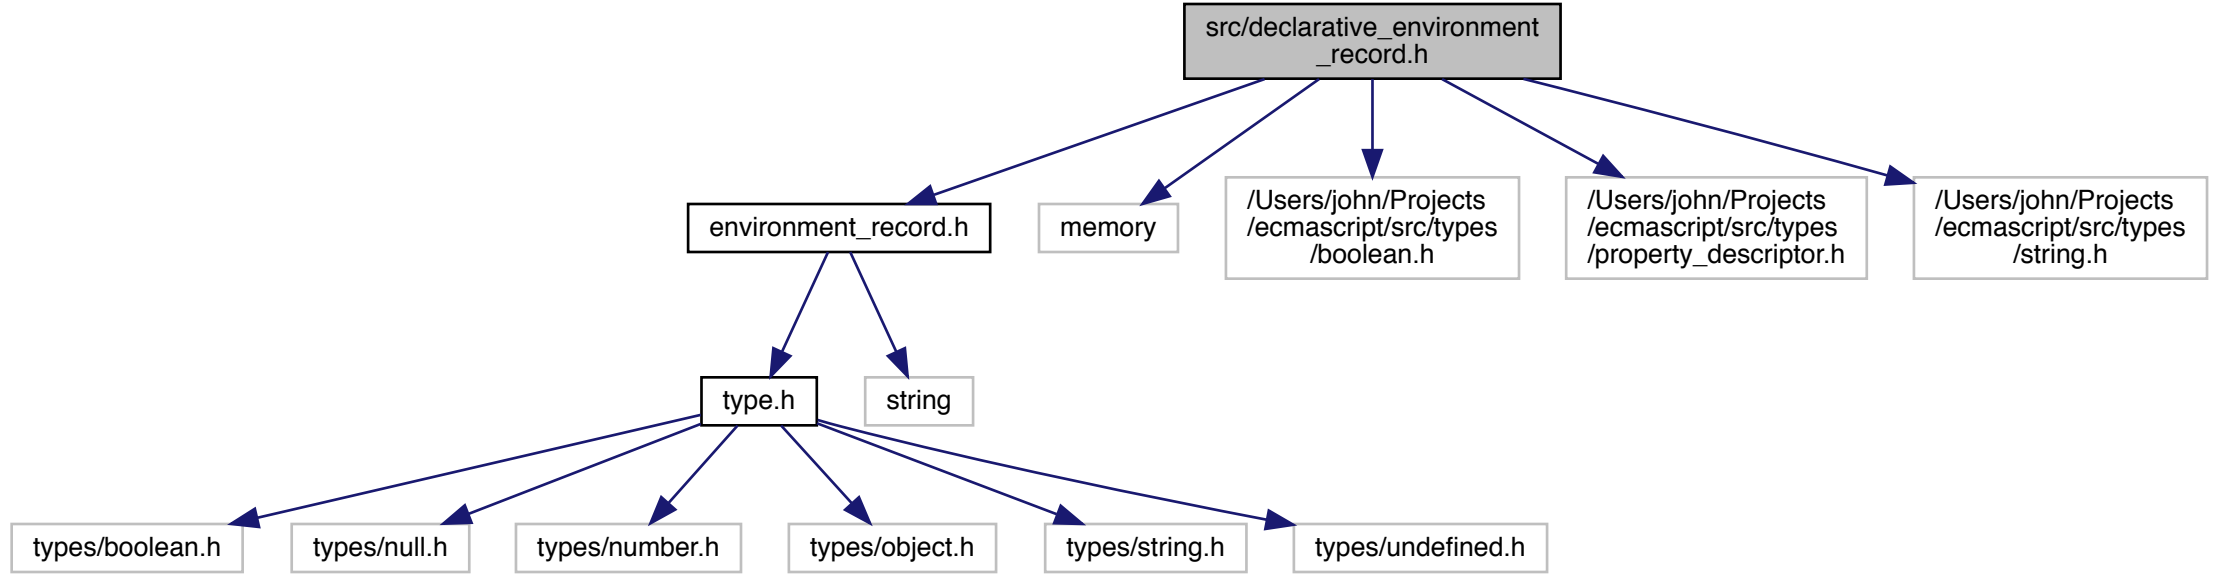 src/declarative_environment
_record.h
environment_record.h
memory
/Users/john/Projects
/ecmascript/src/types
/boolean.h
/Users/john/Projects
/ecmascript/src/types
/property_descriptor.h
/Users/john/Projects
/ecmascript/src/types
/string.h
type.h
string
types/boolean.h
types/null.h
types/number.h
types/object.h
types/string.h
types/undefined.h